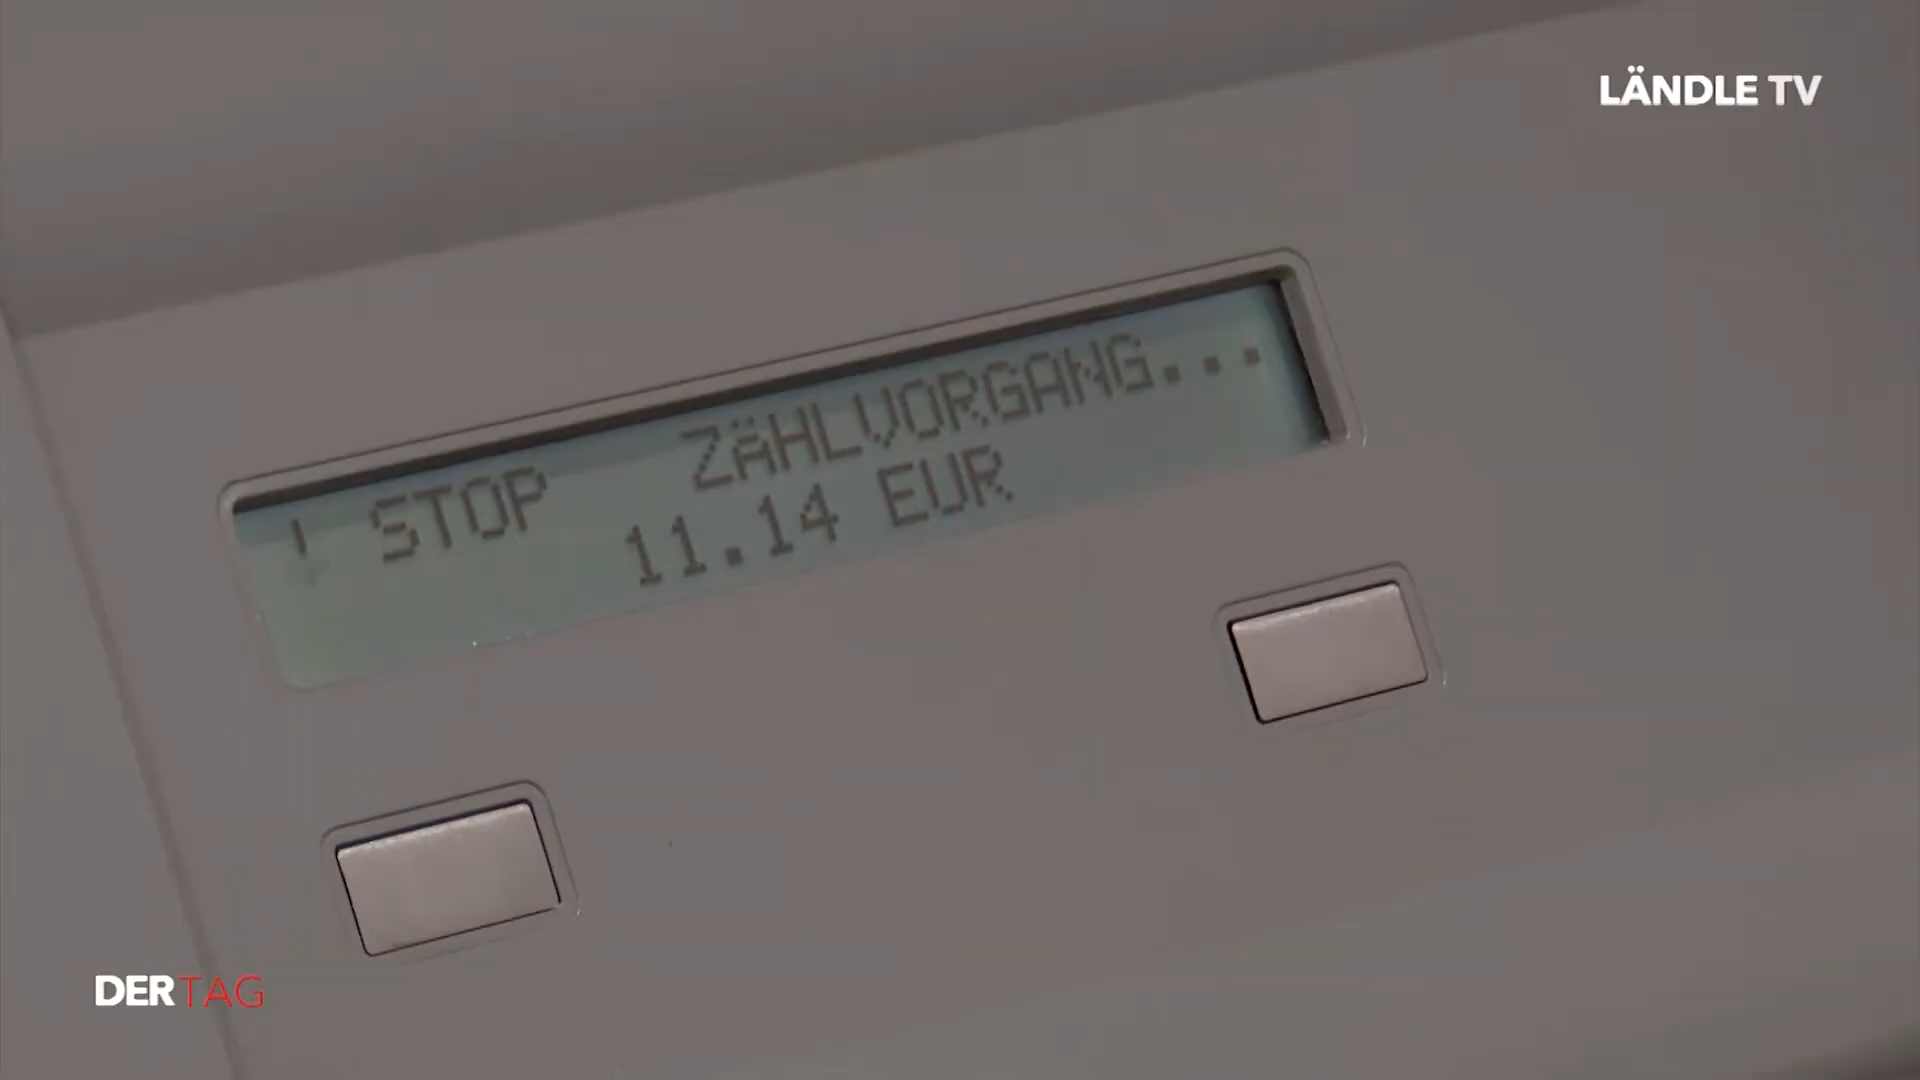 LÄNDLE TV
! STOP ZÄHLVORGANG...
11.14 EUR
DERTAG